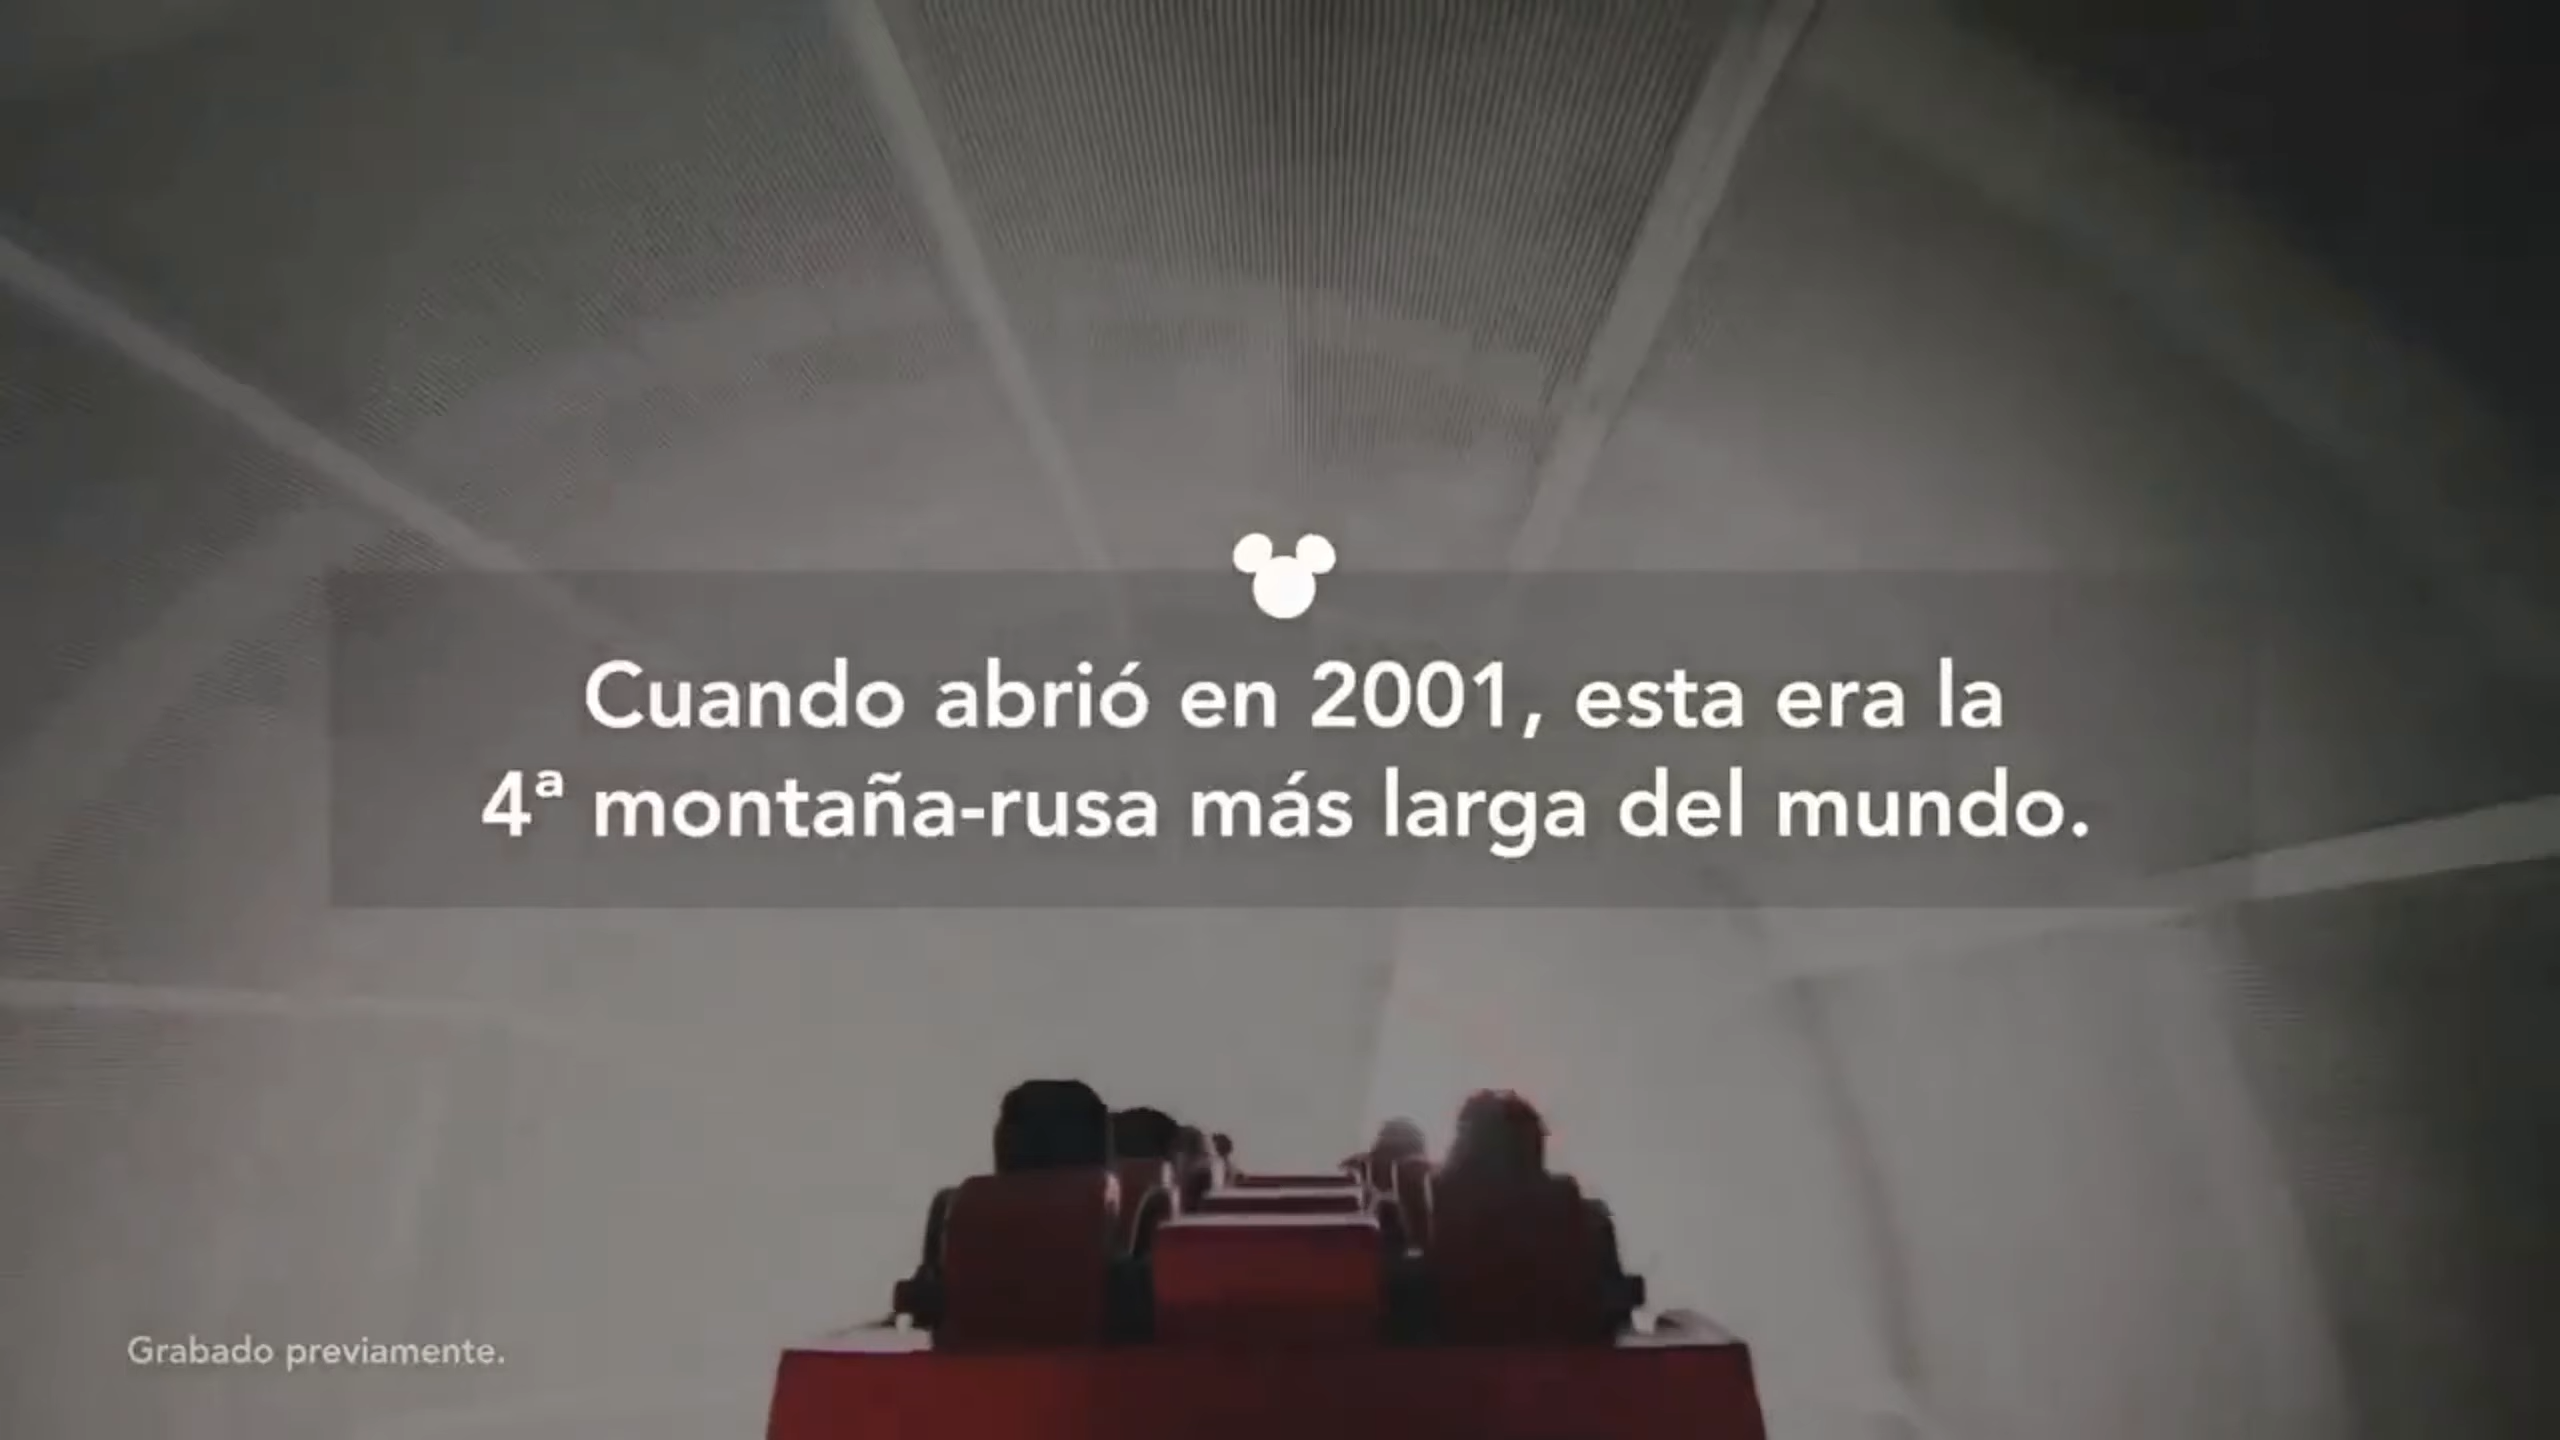 Cuando abrió en 2001, esta era la
4ª montaña-rusa más larga del mundo.
Grabado previamente.